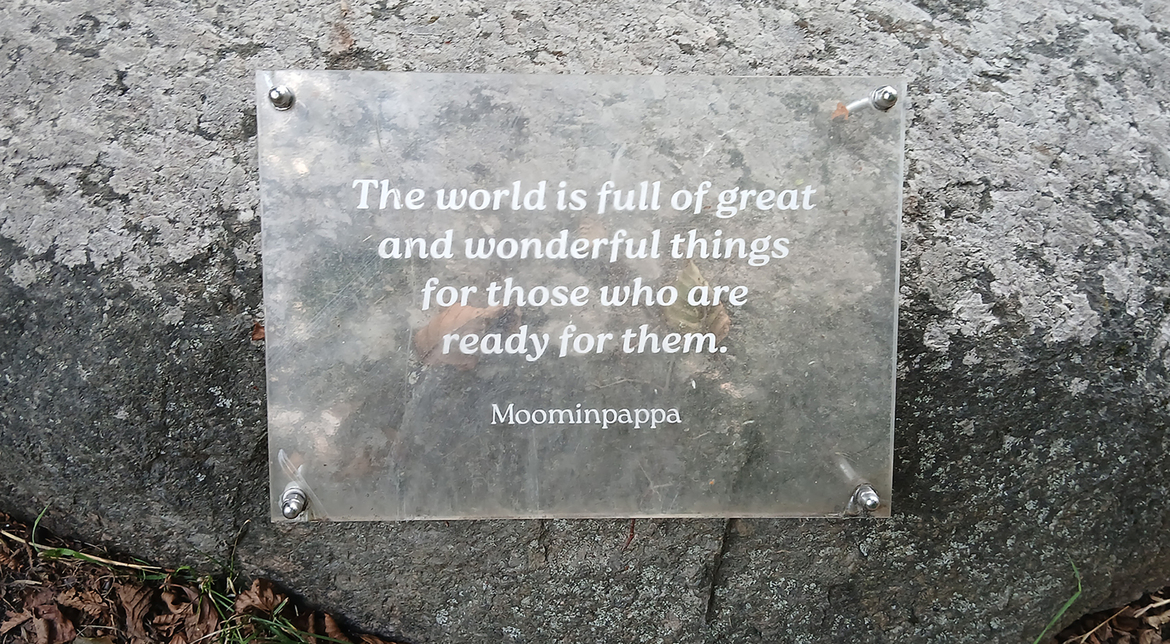 The world is full of great
and wonderful things
for those who are
ready for them.
Moominpappa